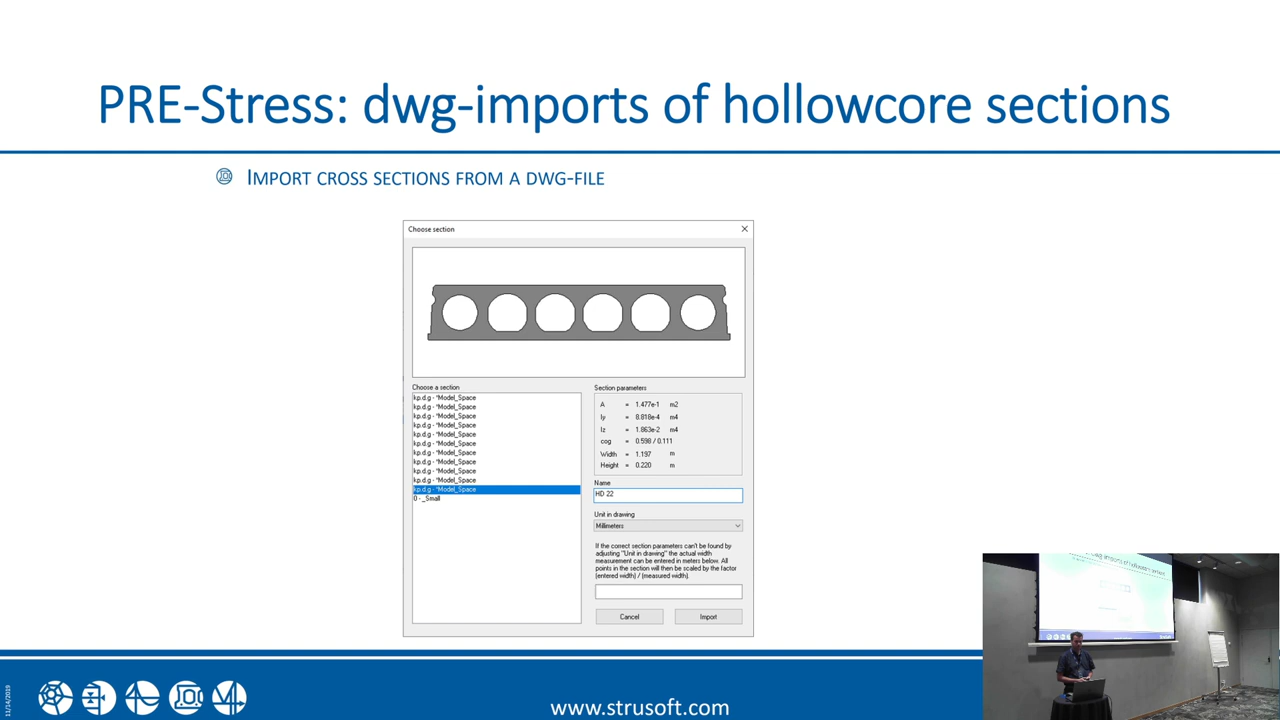 PRE-Stress: dwg-imports of hollowcore sections
IMPORT CROSS SECTIONS FROM A DWG-FILE
Choose section
Choose a section
kp.d.g - *Model_Space
kp.d.g - *Model_Space
kp.d.g - *Model_Space
kp.d.g - *Model_Space
kp.d.g - *Model_Space
kp.d.g - *Model_Space
kp.d.g - *Model_Space
kp.d.g - *Model_Space
kp.d.g - *Model_Space
kp.d.g - *Model_Space
kp.d.g - *Model_Space
0 - _Small
Section parameters
A = 1.477e-1 m2
Iy = 8.818e-4 m4
Iz = 1.863e-2 m4
cog = 0.598 / 0.111
Width = 1.197 m
Height = 0.220 m
Name
HD 22
Unit in drawing
Millimeters
If the correct section parameters can't be found by
adjusting "Unit in drawing" the actual width
measurement can be entered in meters below. All
points in the section will then be scaled by the factor
(entered width) / (measured width).
Cancel
Import
11/14/2019
www.strusoft.com